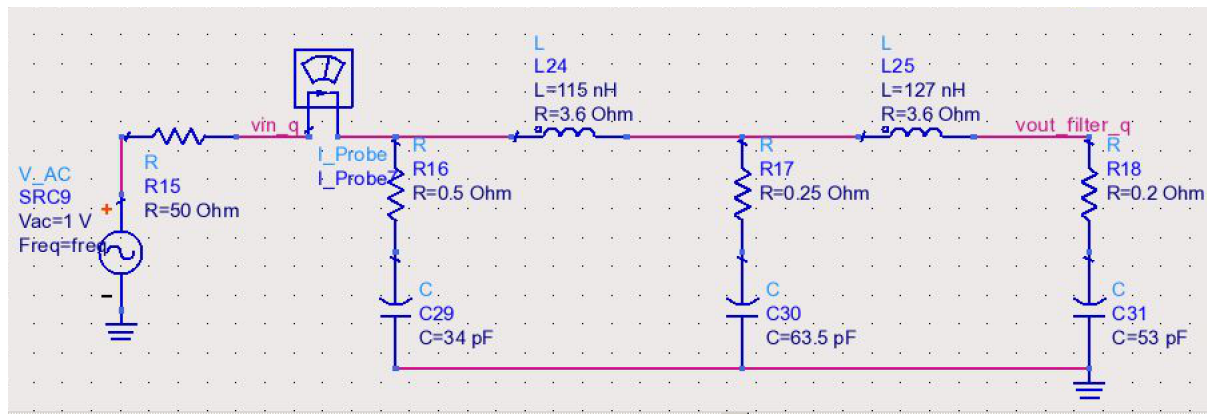 V_AC
SRC9
Vac=1 V
Freq=freq
+
−
R
R15
R=50 Ohm
vin_q
I_Probe
L
L24
L=115 nH
R=3.6 Ohm
R
R16
R=0.5 Ohm
C
C29
C=34 pF
R
R17
R=0.25 Ohm
C
C30
C=63.5 pF
L
L25
L=127 nH
R=3.6 Ohm
vout_filter_q
R
R18
R=0.2 Ohm
C
C31
C=53 pF